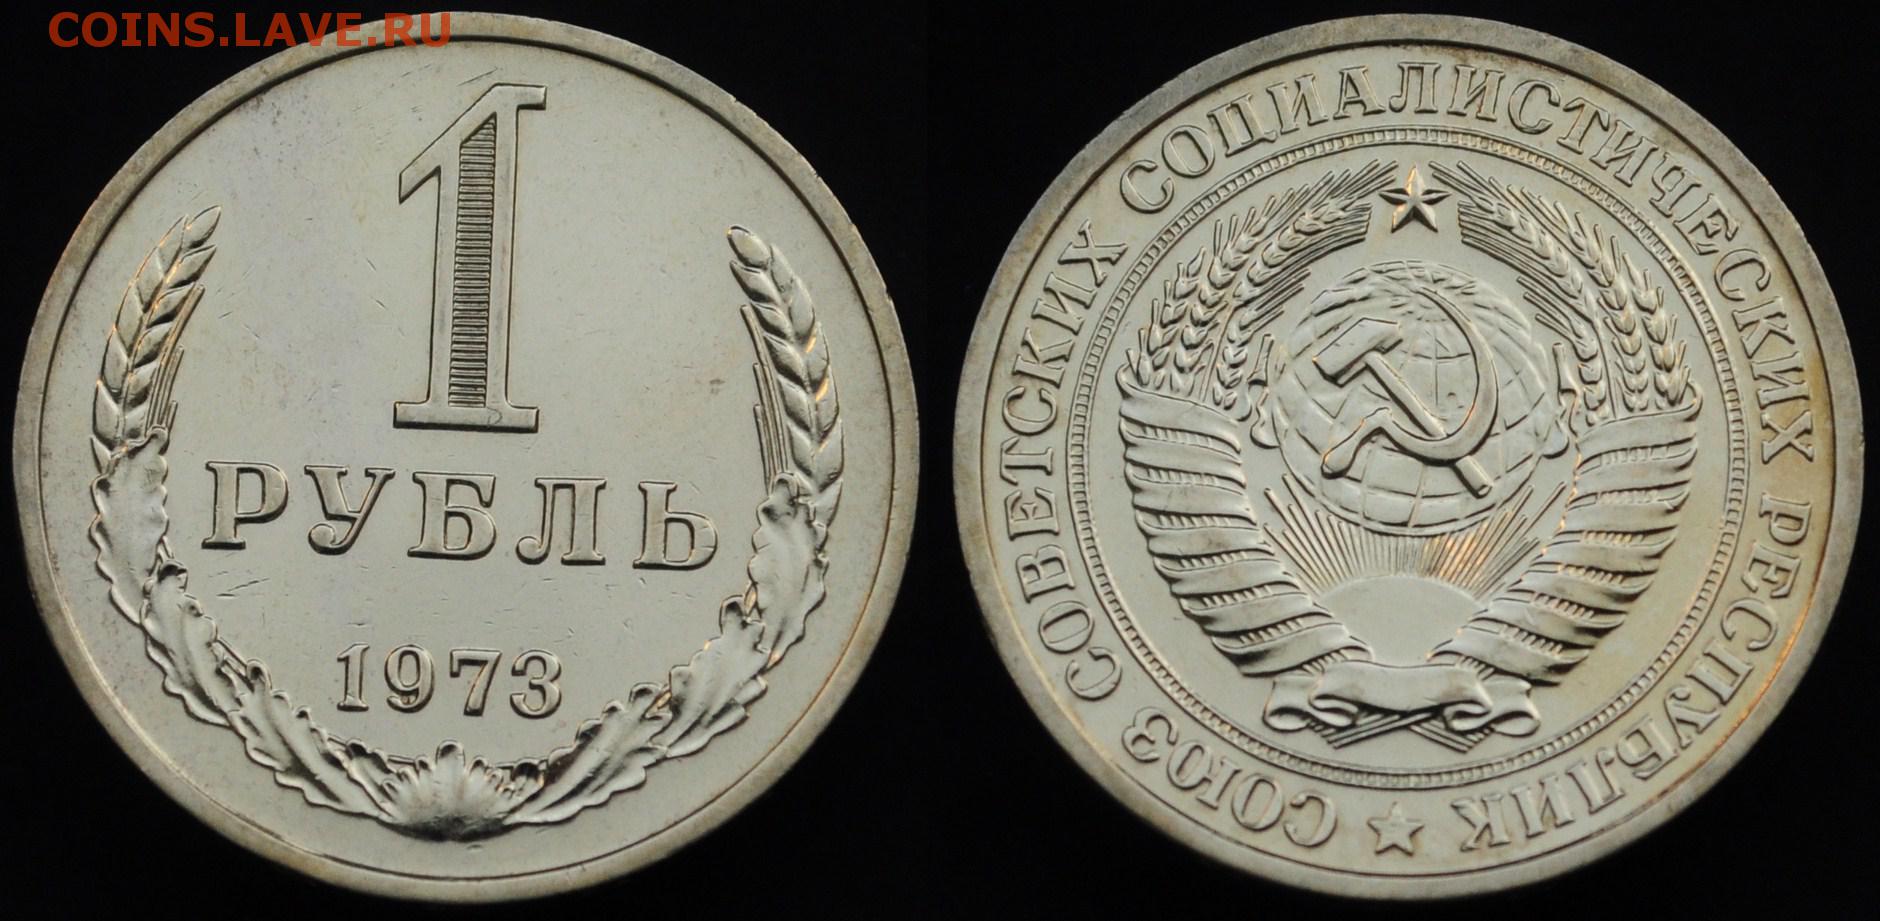 COINS.LAVE.RU
1
РУБЛЬ
1973
СОЮЗ СОВЕТСКИХ СОЦИАЛИСТИЧЕСКИХ РЕСПУБЛИК